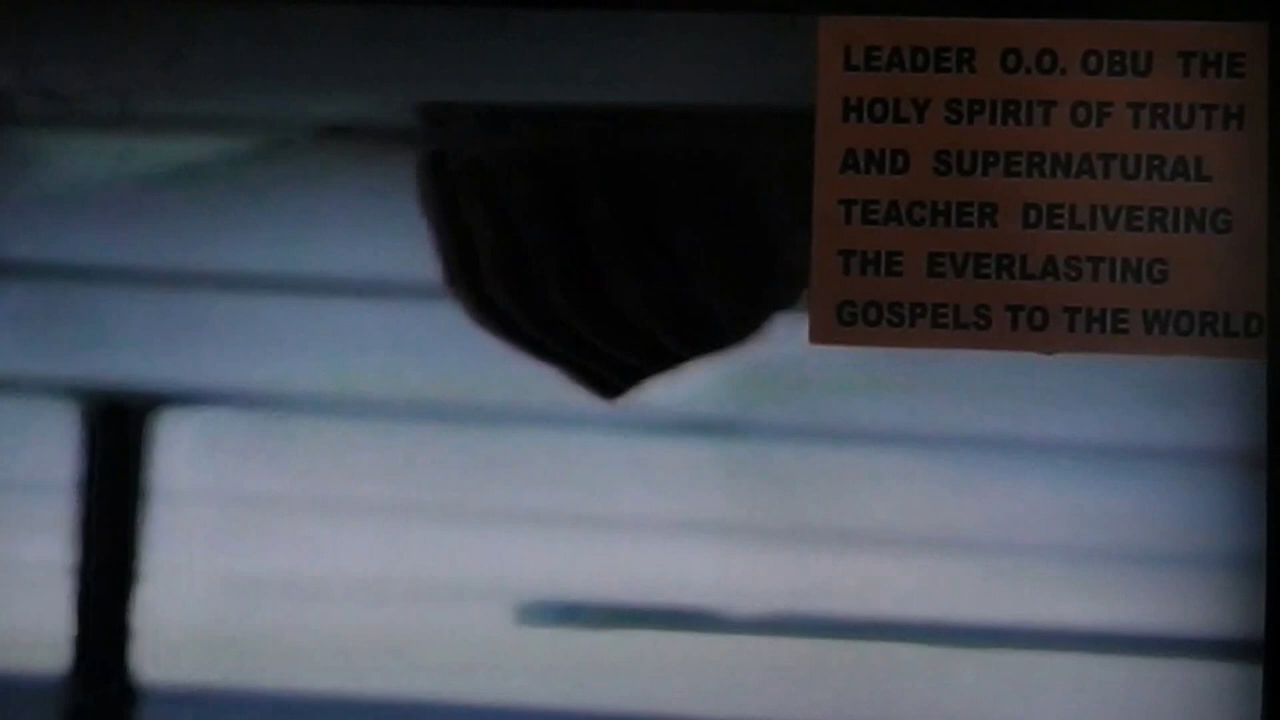 LEADER O.O. OBU THE
HOLY SPIRIT OF TRUTH
AND SUPERNATURAL
TEACHER DELIVERING
THE EVERLASTING
GOSPELS TO THE WORLD